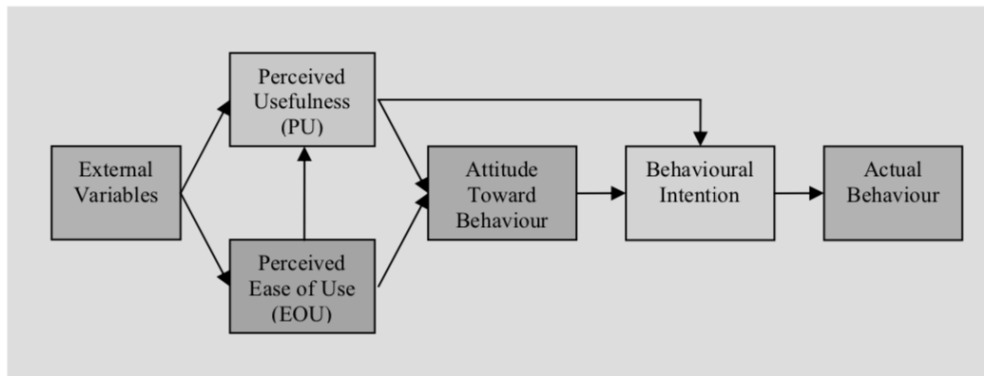 Perceived
Usefulness
(PU)
External
Variables
Attitude
Toward
Behaviour
Behavioural
Intention
Actual
Behaviour
Perceived
Ease of Use
(EOU)